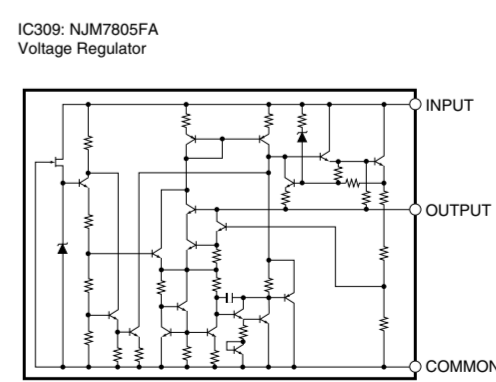 IC309: NJM7805FA
Voltage Regulator
INPUT
OUTPUT
COMMON